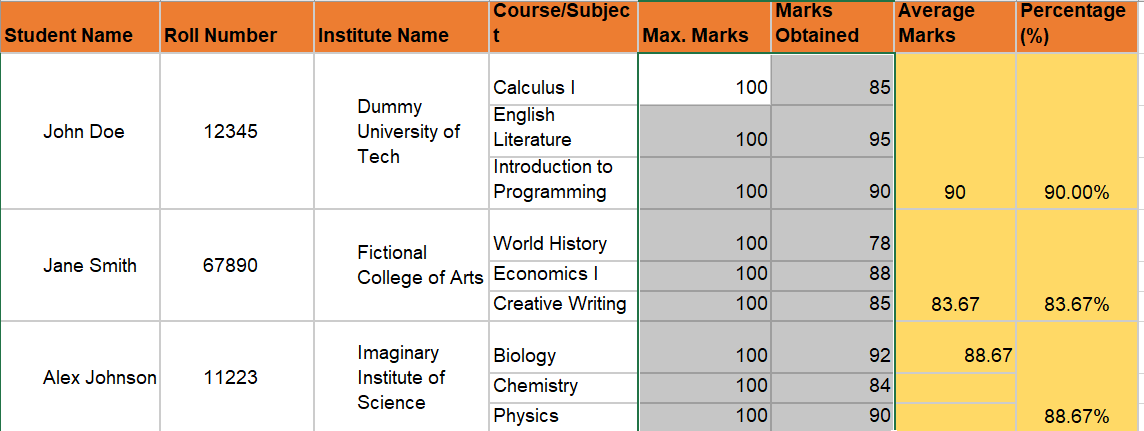 Student Name Roll Number Institute Name Course/Subjec
t Max. Marks Marks
Obtained Average
Marks Percentage
(%)
John Doe 12345 Dummy
University of
Tech
Calculus I 100 85
English
Literature 100 95
Introduction to
Programming 100 90 90 90.00%
Jane Smith 67890 Fictional
College of Arts
World History 100 78
Economics I 100 88
Creative Writing 100 85 83.67 83.67%
Alex Johnson 11223 Imaginary
Institute of
Science
Biology 100 92 88.67
Chemistry 100 84
Physics 100 90 88.67%